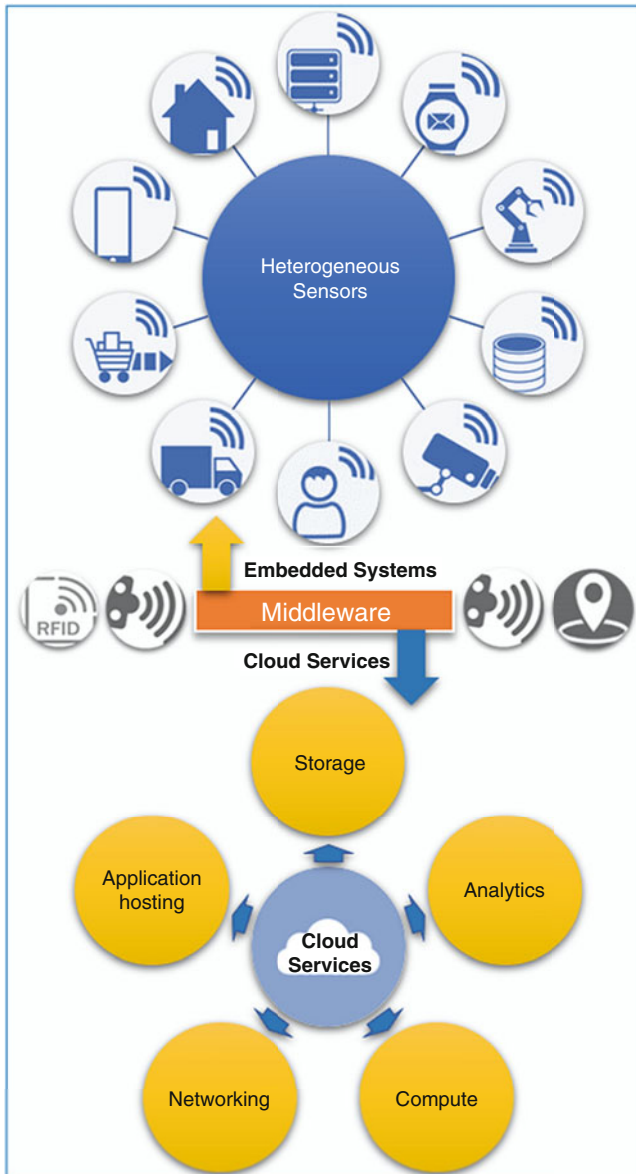 Heterogeneous
Sensors
Embedded Systems
RFID
Middleware
Cloud Services
Storage
Application
hosting
Analytics
Cloud
Services
Networking
Compute